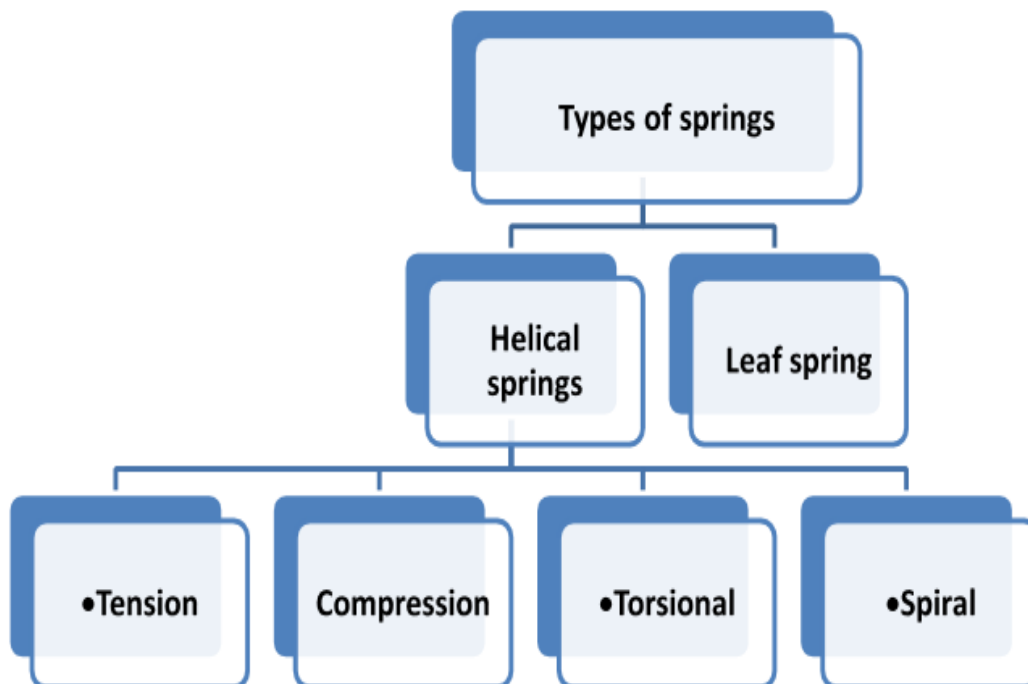 Types of springs
Helical
springs
Leaf spring
•Tension
Compression
•Torsional
•Spiral